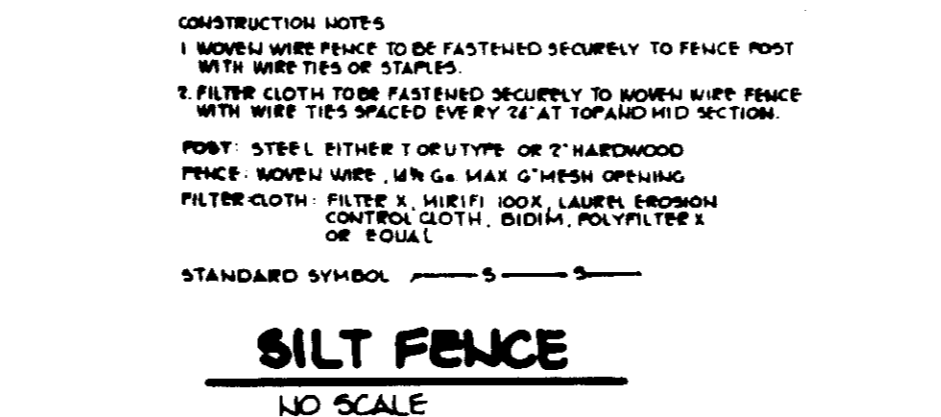 CONSTRUCTION NOTES
1 WOVEN WIRE FENCE TO BE FASTENED SECURELY TO FENCE POST
WITH WIRE TIES OR STAPLES.
2. FILTER CLOTH TO BE FASTENED SECURELY TO WOVEN WIRE FENCE
WITH WIRE TIES SPACED EVERY 24" AT TOP AND MID SECTION.
POST: STEEL EITHER T OR U TYPE OR 2" HARDWOOD
FENCE: WOVEN WIRE, Ga. MAX 6" MESH OPENING
FILTER CLOTH: FILTER X, MIRIFI 100X, LAUREL EROSION
CONTROL CLOTH, BIDIM, POLYFILTER X
OR EQUAL
STANDARD SYMBOL S S
SILT FENCE
NO SCALE